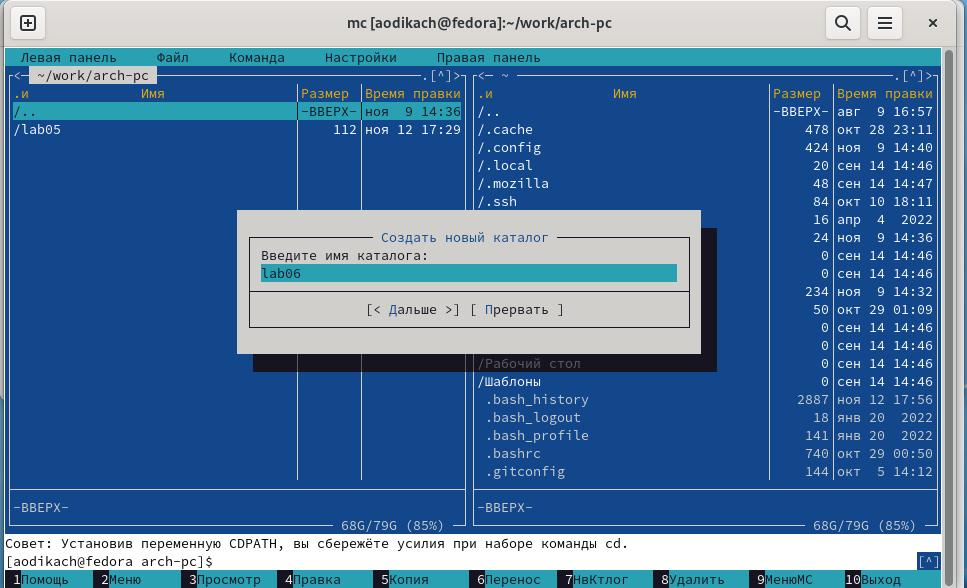 mc [aodikach@fedora]:~/work/arch-pc
Левая панель Файл Команда Настройки Правая панель
<— ~/work/arch-pc .[^]>
.и Имя Размер Время правки
/.. -ВВЕРХ- ноя 9 14:36
/lab05 112 ноя 12 17:29
-ВВЕРХ-
68G/79G (85%)
<— ~ .[^]>
.и Имя Размер Время правки
/.. -ВВЕРХ- авг 9 16:57
/.cache 478 окт 28 23:11
/.config 424 ноя 9 14:40
/.local 20 сен 14 14:46
/.mozilla 48 сен 14 14:47
/.ssh 84 окт 10 18:11
16 апр 4 2022
24 ноя 9 14:36
0 сен 14 14:46
0 сен 14 14:46
234 ноя 9 14:32
50 окт 29 01:09
0 сен 14 14:46
0 сен 14 14:46
/Рабочий стол 0 сен 14 14:46
/Шаблоны 0 сен 14 14:46
.bash_history 2887 ноя 12 17:56
.bash_logout 18 янв 20 2022
.bash_profile 141 янв 20 2022
.bashrc 740 окт 29 00:50
.gitconfig 144 окт 5 14:12
-ВВЕРХ-
68G/79G (85%)
Создать новый каталог
Введите имя каталога:
lab06
[< Дальше >] [ Прервать ]
Совет: Установив переменную CDPATH, вы сбережёте усилия при наборе команды cd.
[aodikach@fedora arch-pc]$ [^]
1Помощь 2Меню 3Просмотр 4Правка 5Копия 6Перенос 7НвКтлог 8Удалить 9МенюМС 10Выход